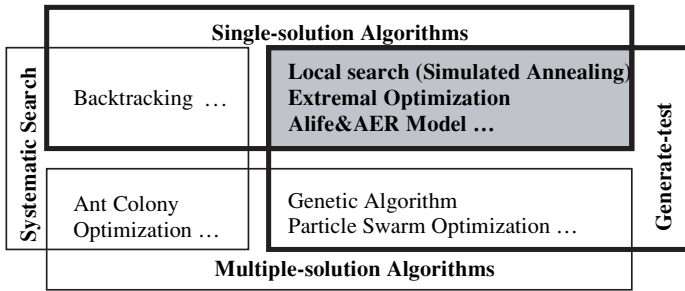 Single-solution Algorithms
Systematic Search
Backtracking …
Local search (Simulated Annealing)
Extremal Optimization
Alife&AER Model …
Generate-test
Ant Colony
Optimization …
Genetic Algorithm
Particle Swarm Optimization …
Multiple-solution Algorithms